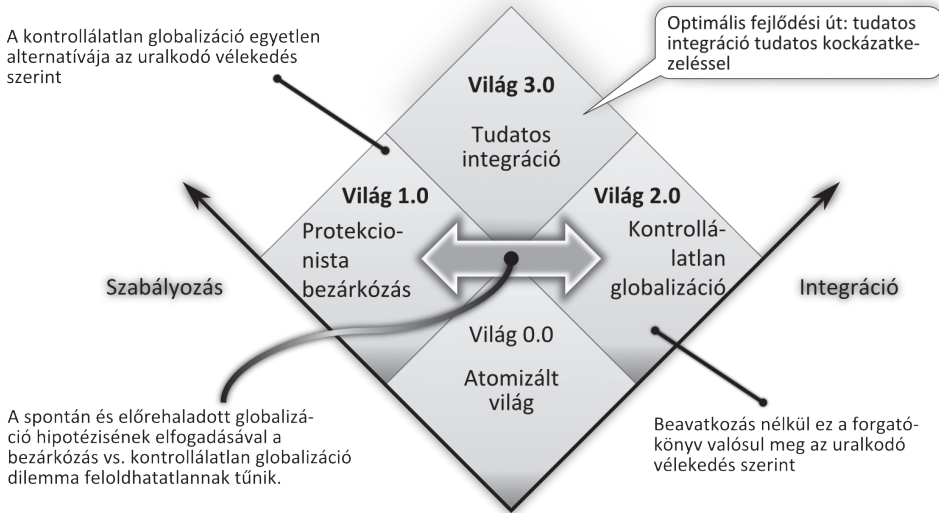 A kontrollálatlan globalizáció egyetlen
alternatívája az uralkodó vélekedés
szerint
Optimális fejlődési út: tudatos
integráció tudatos kockázatke-
zeléssel
Világ 3.0
Tudatos
integráció
Világ 1.0
Protekcio-
nista
bezárkózás
Világ 2.0
Kontrollá-
latlan
globalizáció
Szabályozás
Integráció
Világ 0.0
Atomizált
világ
A spontán és előrehaladott globalizá-
ció hipotézisének elfogadásával a
bezárkózás vs. kontrollálatlan globalizáció
dilemma feloldhatatlannak tűnik.
Beavatkozás nélkül ez a forgató-
könyv valósul meg az uralkodó
vélekedés szerint